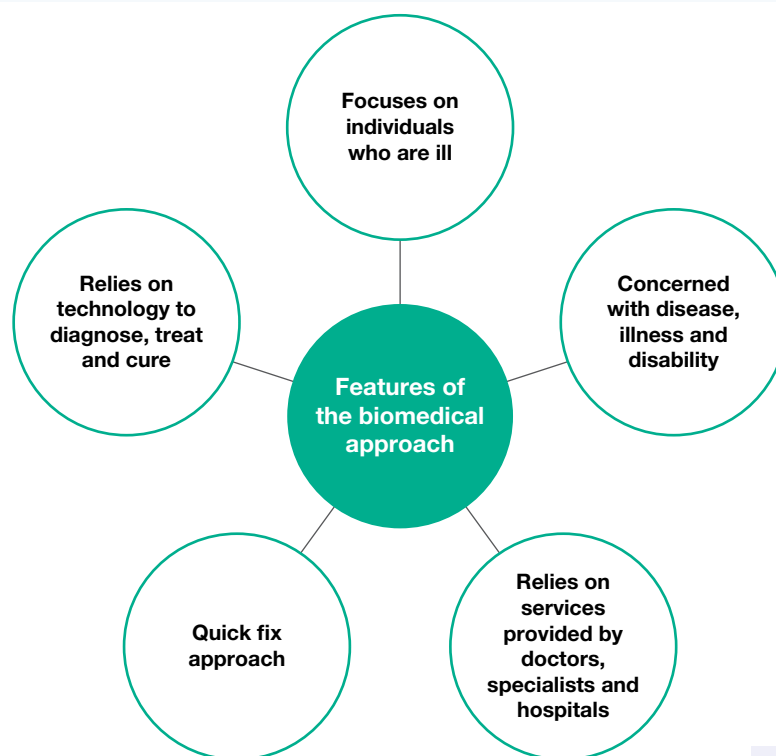 Focuses on
individuals
who are ill
Relies on
technology to
diagnose, treat
and cure
Concerned
with disease,
illness and
disability
Features of
the biomedical
approach
Quick fix
approach
Relies on
services
provided by
doctors,
specialists and
hospitals